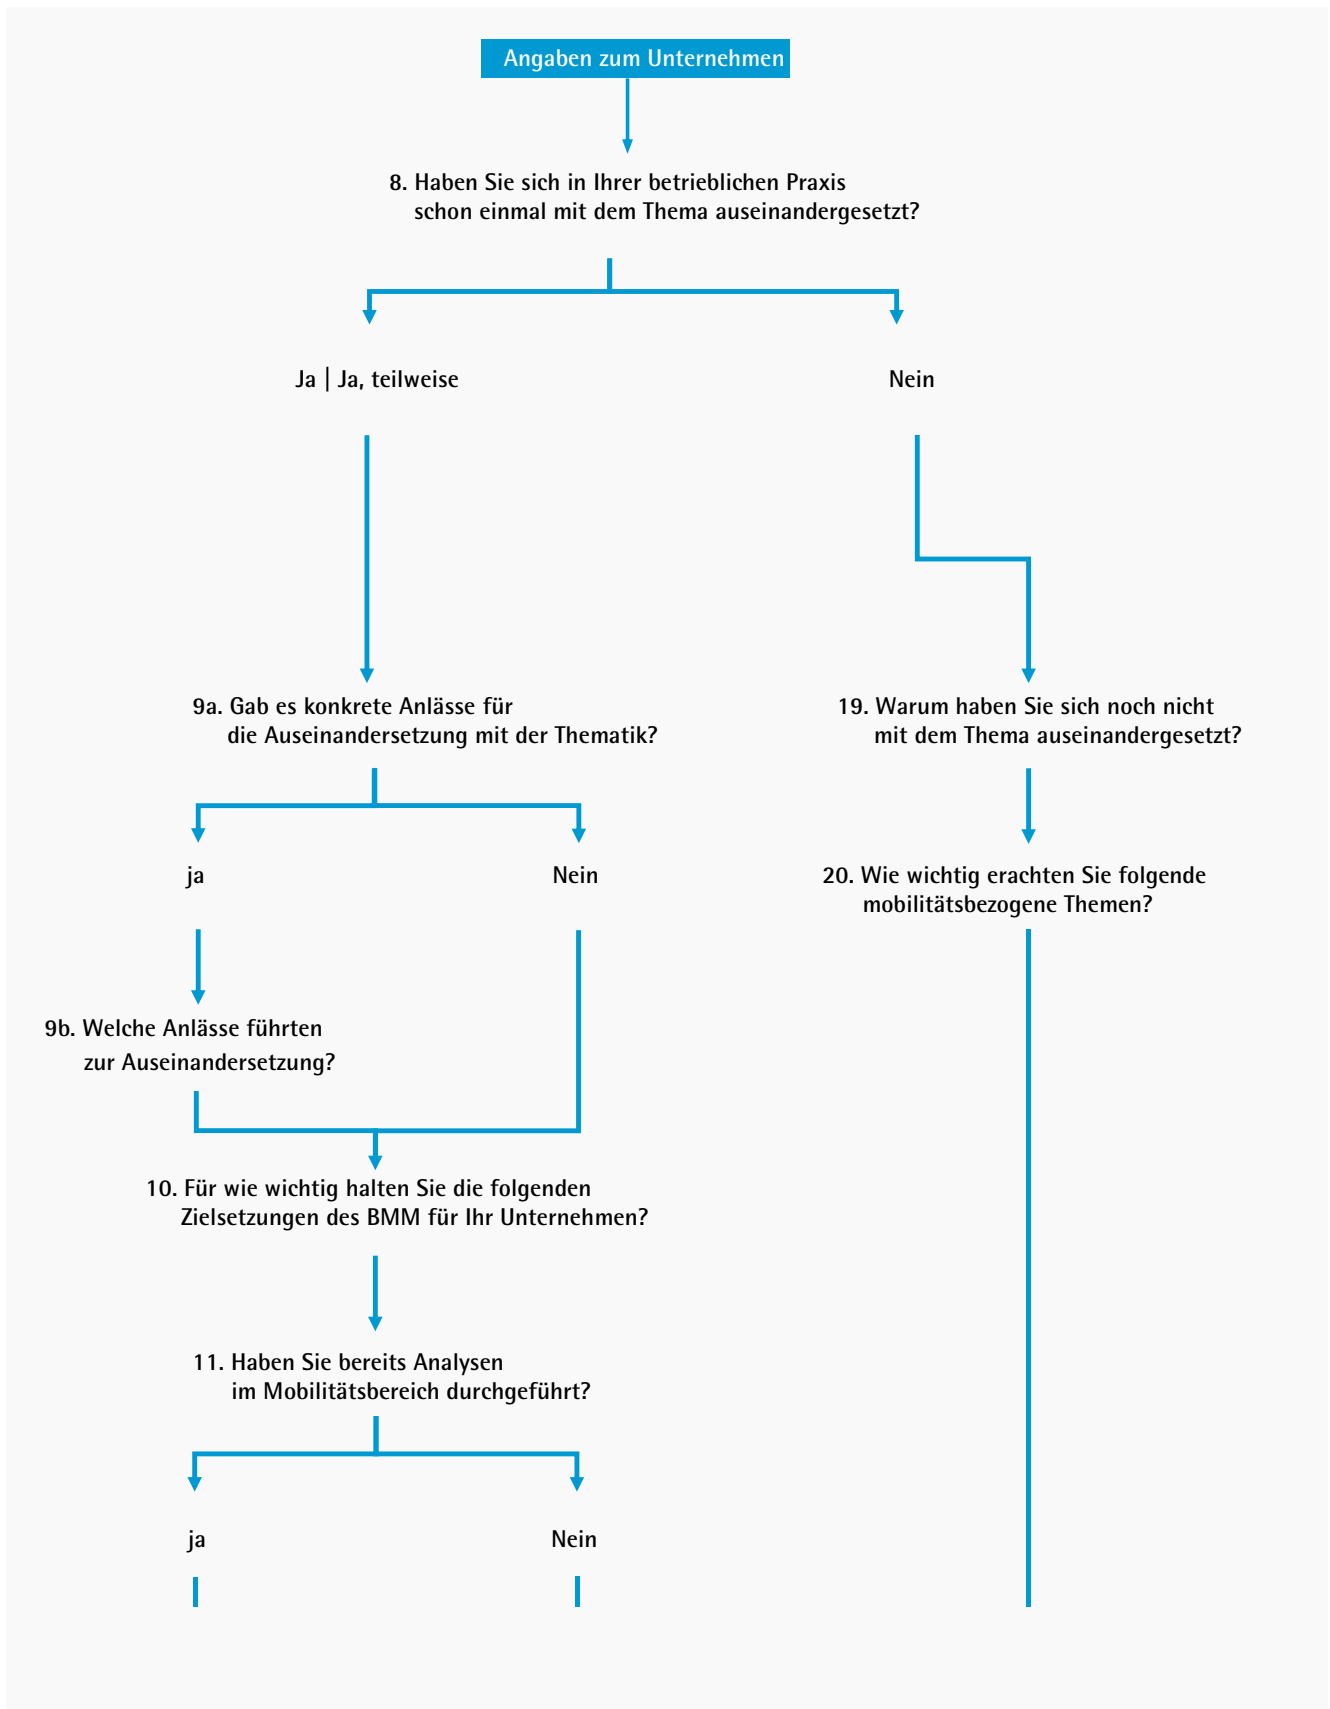 Angaben zum Unternehmen
8. Haben Sie sich in Ihrer betrieblichen Praxis
schon einmal mit dem Thema auseinandergesetzt?
Ja | Ja, teilweise
Nein
9a. Gab es konkrete Anlässe für
die Auseinandersetzung mit der Thematik?
19. Warum haben Sie sich noch nicht
mit dem Thema auseinandergesetzt?
ja
Nein
20. Wie wichtig erachten Sie folgende
mobilitätsbezogene Themen?
9b. Welche Anlässe führten
zur Auseinandersetzung?
10. Für wie wichtig halten Sie die folgenden
Zielsetzungen des BMM für Ihr Unternehmen?
11. Haben Sie bereits Analysen
im Mobilitätsbereich durchgeführt?
ja
Nein